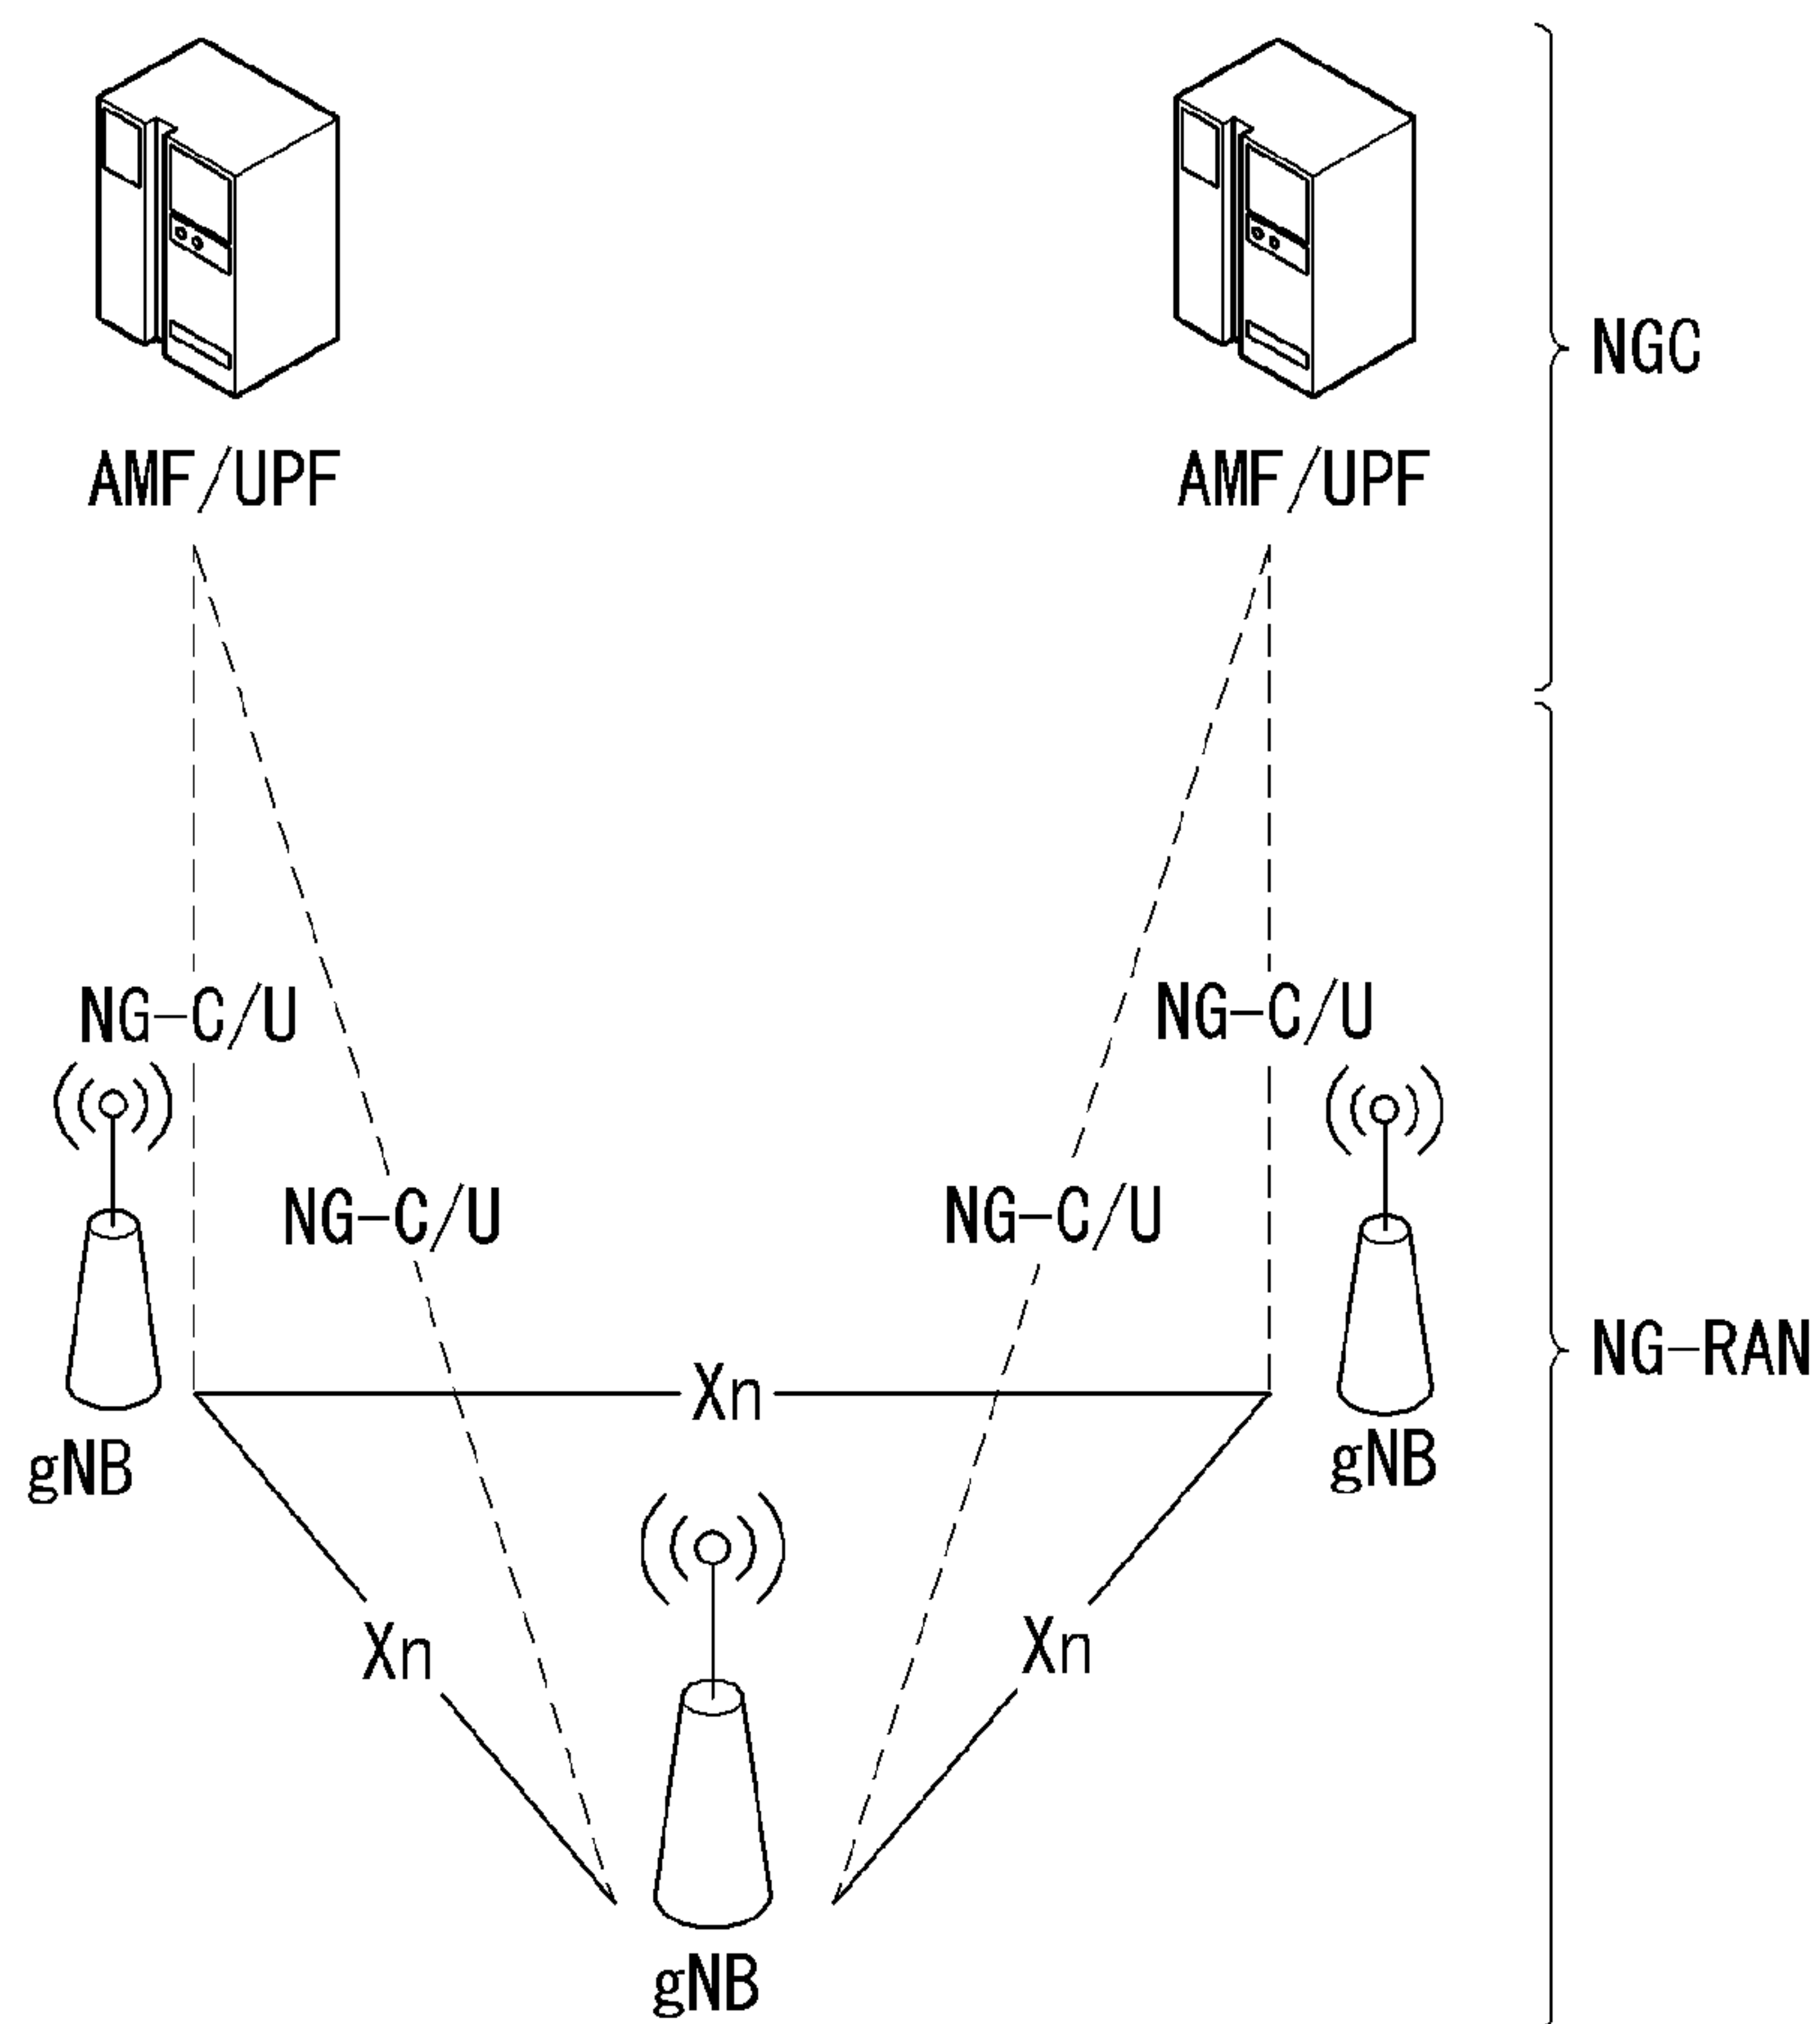 NGC
AMF/UPF
AMF/UPF
NG-C/U
NG-C/U
NG-C/U
NG-C/U
NG-RAN
Xn
gNB
gNB
Xn
Xn
gNB